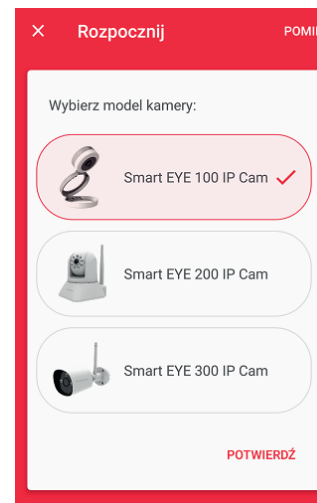 Rozpocznij
Wybierz model kamery:
Smart EYE 100 IP Cam
Smart EYE 200 IP Cam
Smart EYE 300 IP Cam
POTWIERDŹ